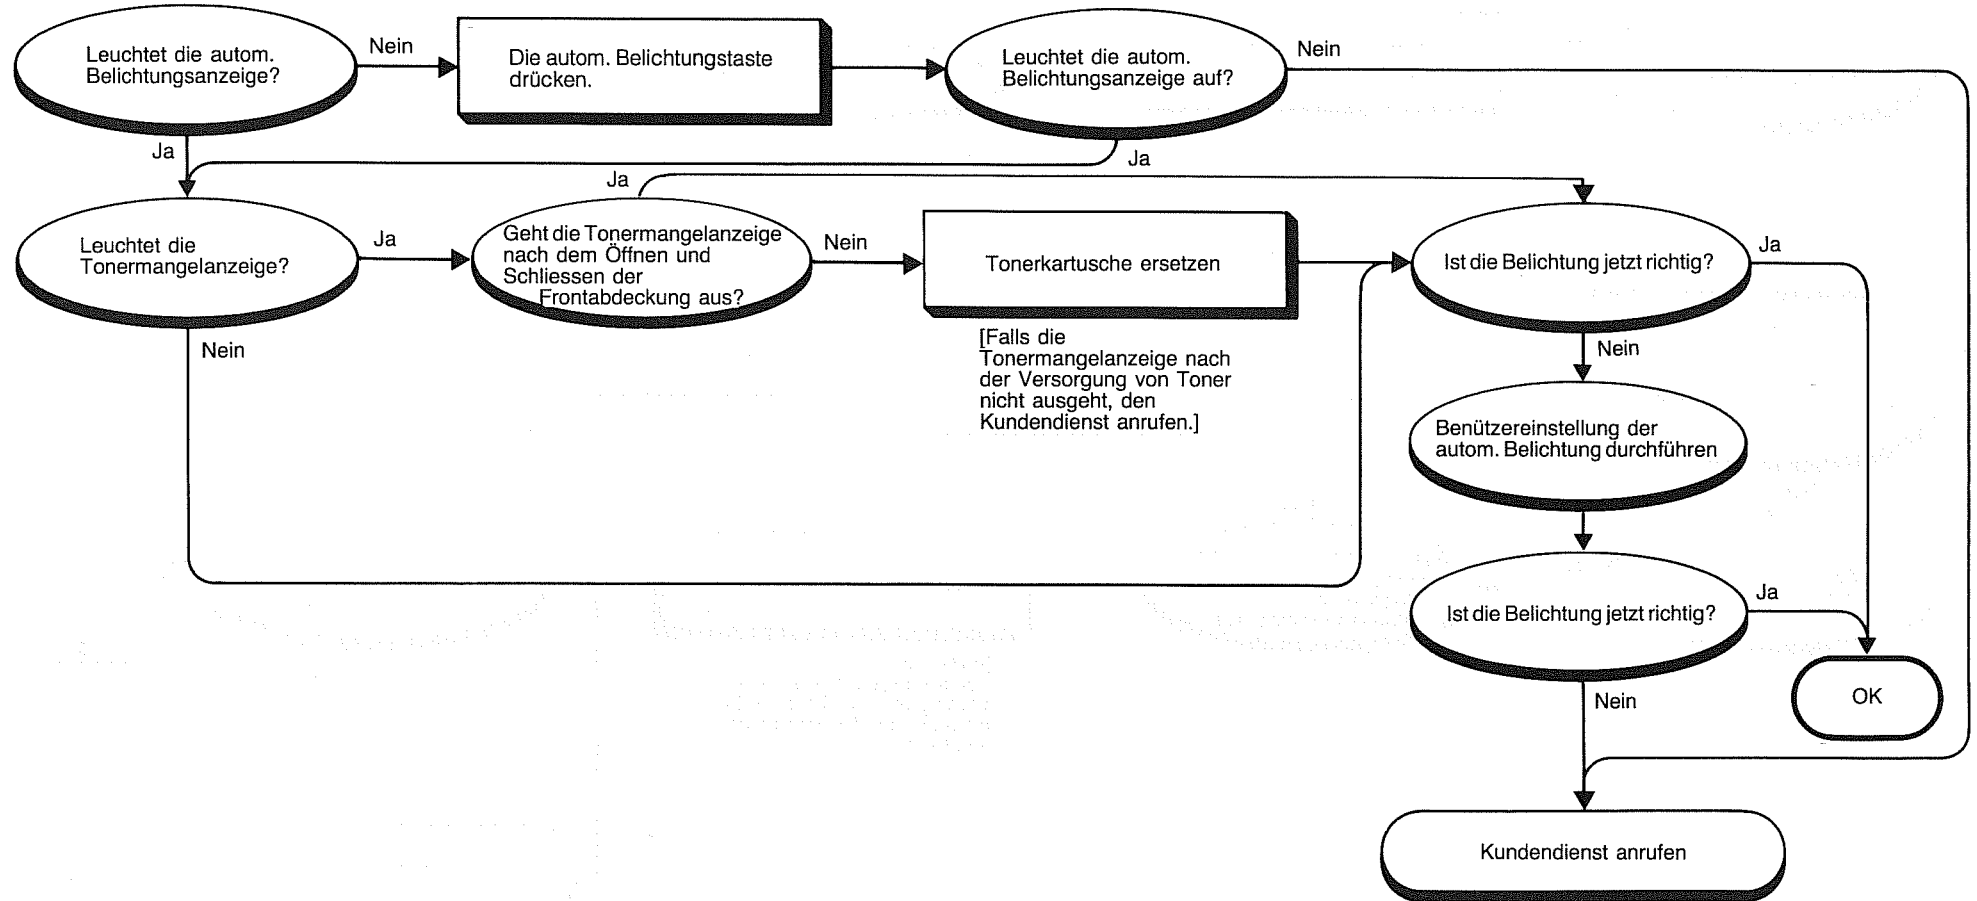 Leuchtet die autom.
Belichtungsanzeige?
Nein
Die autom. Belichtungstaste
drücken.
Leuchtet die autom.
Belichtungsanzeige auf?
Nein
Ja
Ja
Leuchtet die
Tonermangelanzeige?
Ja
Ja
Geht die Tonermangelanzeige
nach dem Öffnen und
Schliessen der
Frontabdeckung aus?
Nein
Tonerkartusche ersetzen
[Falls die
Tonermangelanzeige nach
der Versorgung von Toner
nicht ausgeht, den
Kundendienst anrufen.]
Ist die Belichtung jetzt richtig?
Ja
Nein
Nein
Benützereinstellung der
autom. Belichtung durchführen
Ist die Belichtung jetzt richtig?
Ja
OK
Nein
Kundendienst anrufen